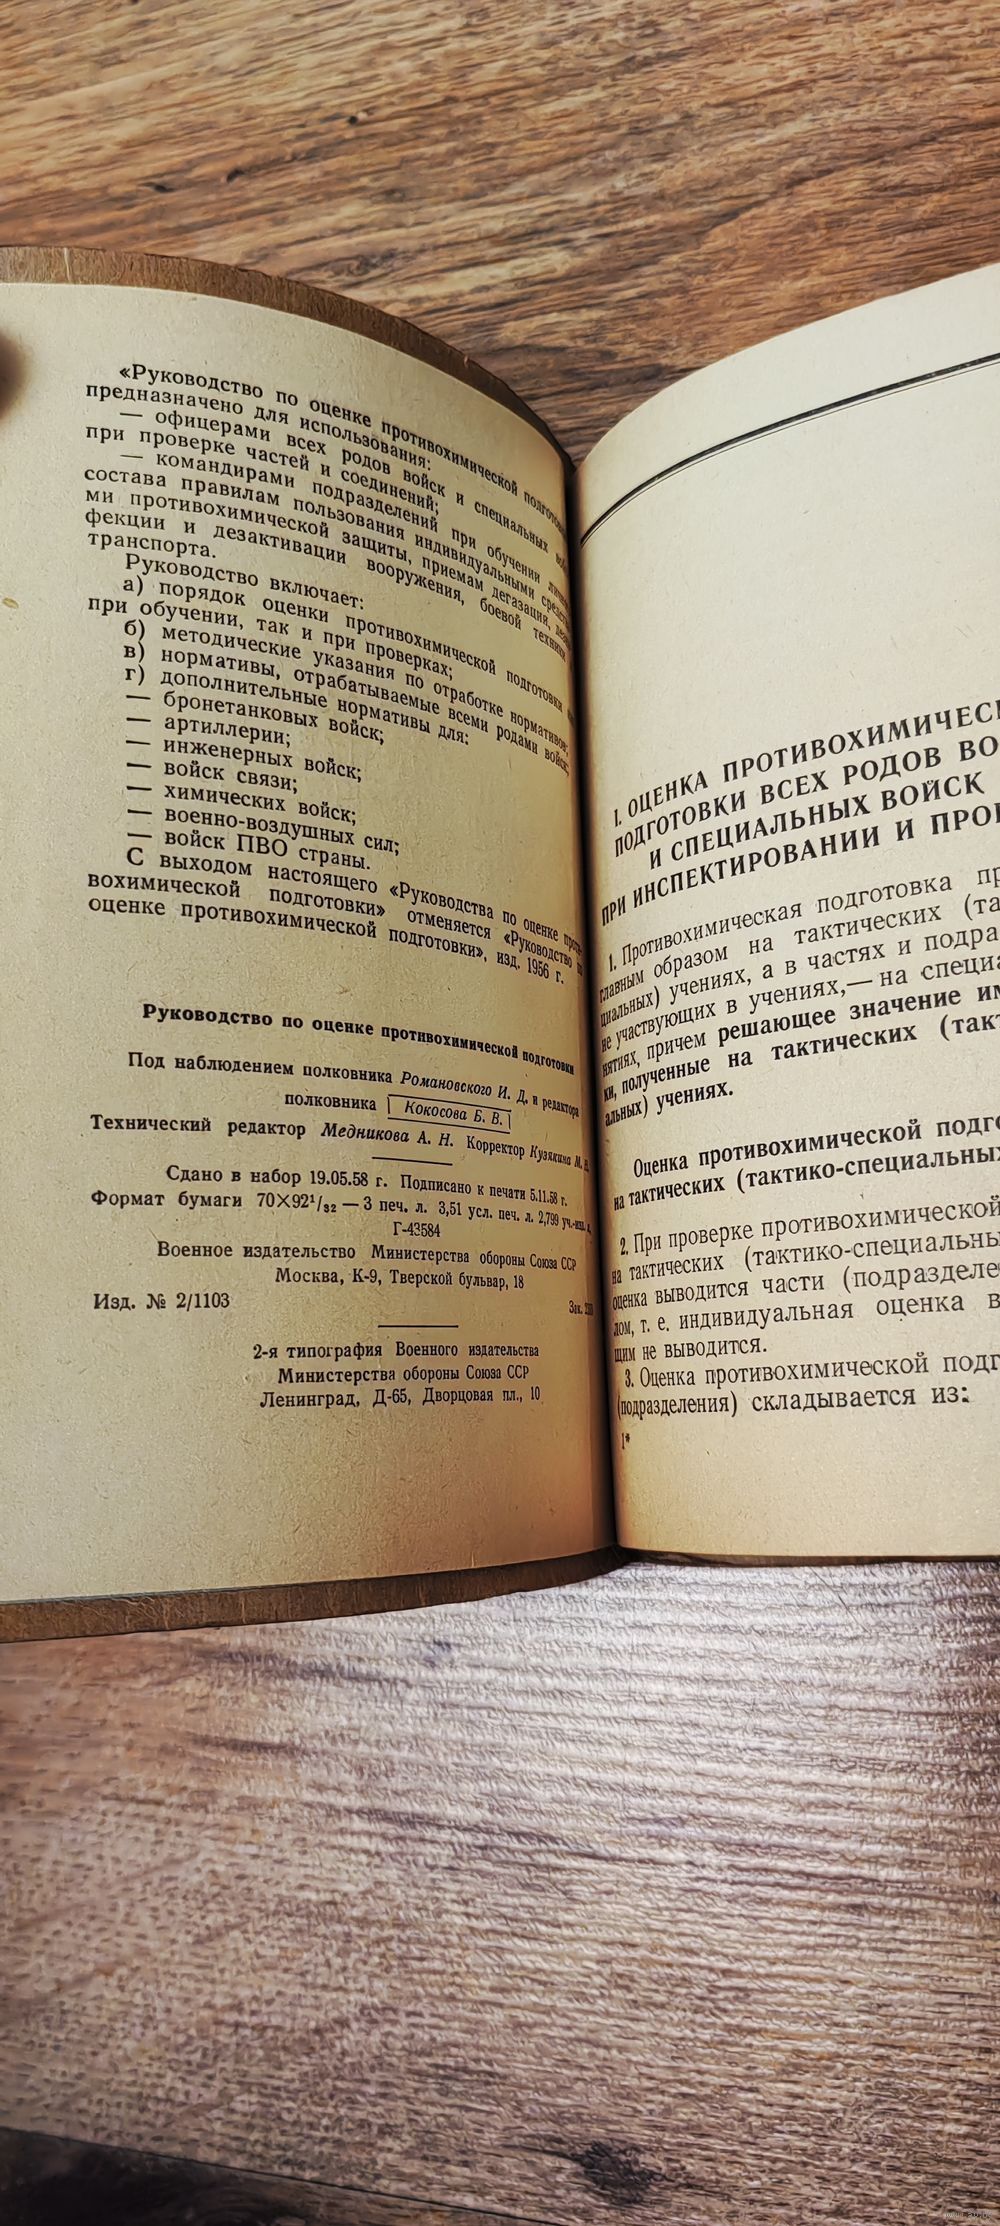 «Руководство по оценке противохимической подготовки
предназначено для использования:
— офицерами всех родов войск и специальных
при проверке частей и соединений;
— командирами подразделений при обучении
состава правилам пользования индивидуальными
ми противохимической защиты, приемам дегазации,
фекции и дезактивации вооружения, боевой техники
транспорта.
Руководство включает:
а) порядок оценки противохимической подготовки
при обучении, так и при проверках;
б) методические указания по отработке нормативов;
в) нормативы, отрабатываемые всеми родами войск;
г) дополнительные нормативы для:
— бронетанковых войск;
— артиллерии;
— инженерных войск;
— войск связи;
— химических войск;
— военно-воздушных сил;
— войск ПВО страны.
С выходом настоящего «Руководства по оценке
вохимической подготовки» отменяется «Руководство по
оценке противохимической подготовки», изд. 1956 г.
Руководство по оценке противохимической подготовки
Под наблюдением полковника Романовского И. Д. и редактора
полковника Кокосова Б. В.
Технический редактор Медникова А. Н. Корректор Кузякина М.
Сдано в набор 19.05.58 г. Подписано к печати 5.11.58 г.
Формат бумаги 70×92¹/₃₂ — 3 печ. л. 3,51 усл. печ. л. 2,799 уч.-изд. л.
Г-43584
Военное издательство Министерства обороны Союза ССР
Москва, К-9, Тверской бульвар, 18
Изд. № 2/1103 Зак.
2-я типография Военного издательства
Министерства обороны Союза ССР
Ленинград, Д-65, Дворцовая пл., 10
I. ОЦЕНКА ПРОТИВОХИМИЧЕС
ПОДГОТОВКИ ВСЕХ РОДОВ ВО
И СПЕЦИАЛЬНЫХ ВОЙСК
ПРИ ИНСПЕКТИРОВАНИИ И ПРО
1. Противохимическая подготовка пр
главным образом на тактических (та
циальных) учениях, а в частях и подра
не участвующих в учениях,— на специа
нятиях, причем решающее значение им
ки, полученные на тактических (такт
альных) учениях.
Оценка противохимической подго
на тактических (тактико-специальных
2. При проверке противохимической
на тактических (тактико-специальны
оценка выводится части (подразделе
лом, т. е. индивидуальная оценка в
щим не выводится.
3. Оценка противохимической подг
(подразделения) складывается из:
1*